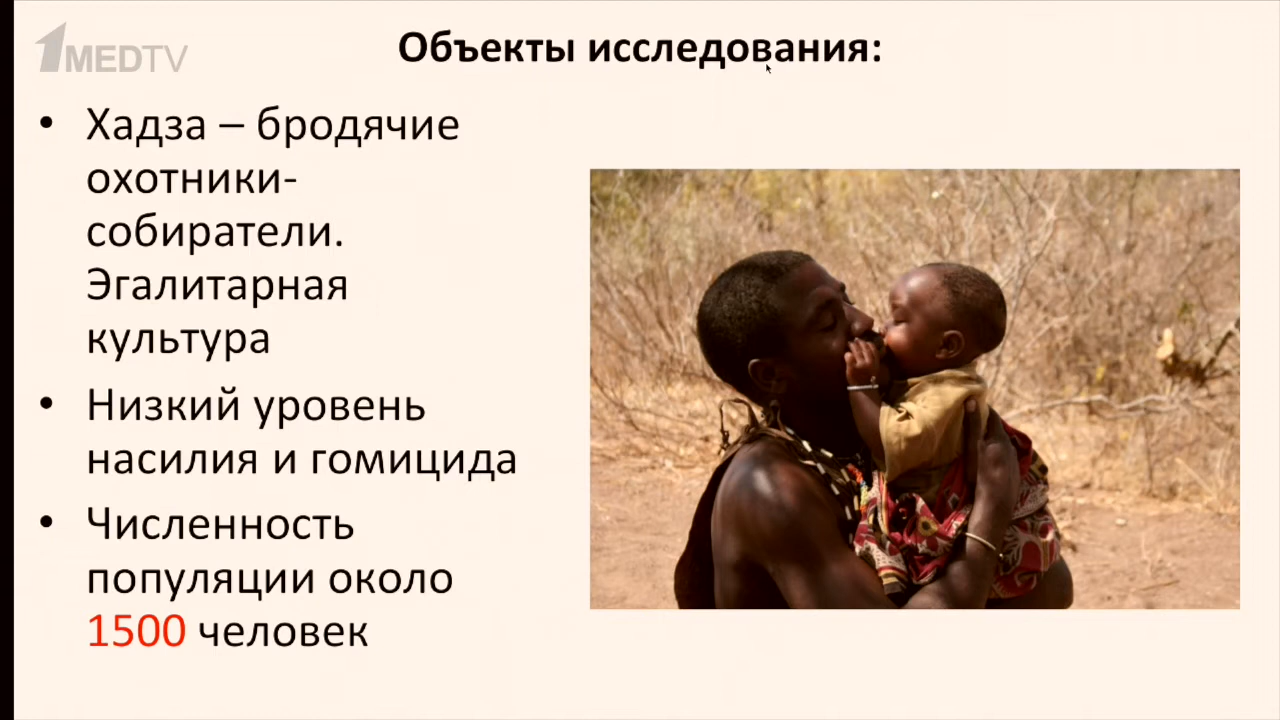 1MEDTV
Объекты исследования:
• Хадза – бродячие
охотники-
собиратели.
Эгалитарная
культура
• Низкий уровень
насилия и гомицида
• Численность
популяции около
1500 человек